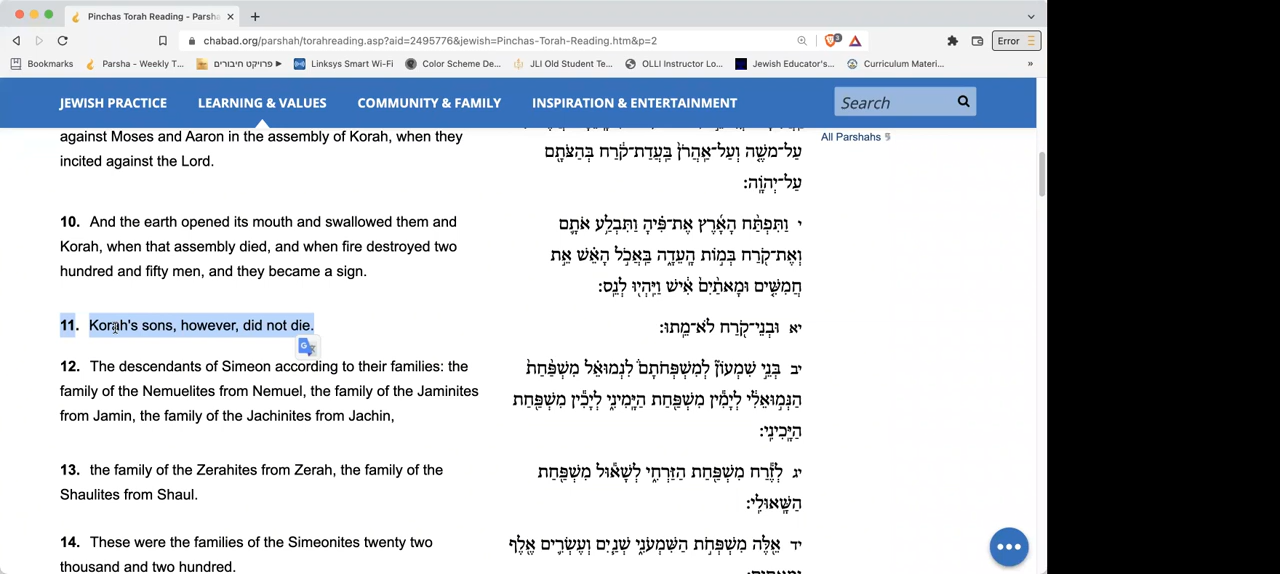 Pinchas Torah Reading - Parsha
chabad.org/parshah/torahreading.asp?aid=2495776&jewish=Pinchas-Torah-Reading.htm&p=2
Error
Bookmarks
Parsha - Weekly T...
פרויקט חיבורים
Linksys Smart Wi-Fi
Color Scheme De...
JLI Old Student Te...
OLLI Instructor Lo...
Jewish Educator's...
Curriculum Materi...
»
JEWISH PRACTICE
LEARNING & VALUES
COMMUNITY & FAMILY
INSPIRATION & ENTERTAINMENT
Search
All Parshahs
against Moses and Aaron in the assembly of Korah, when they
incited against the Lord.
עַל־משֶׁ֤ה וְעַל־אַֽהֲרֹן֙ בַּֽעֲדַת־קֹ֔רַח בְּהַצֹּתָ֖ם
עַל־יְהֹוָֽה:
10. And the earth opened its mouth and swallowed them and
Korah, when that assembly died, and when fire destroyed two
hundred and fifty men, and they became a sign.
י וַתִּפְתַּ֨ח הָאָ֜רֶץ אֶת־פִּ֗יהָ וַתִּבְלַ֥ע אֹתָ֛ם
וְאֶת־קֹ֖רַח בְּמ֣וֹת הָֽעֵדָ֑ה בַּֽאֲכֹ֣ל הָאֵ֗שׁ אֵ֣ת
חֲמִשִּׁ֤ים וּמָאתַ֨יִם֙ אִ֔ישׁ וַיִּֽהְי֖וּ לְנֵֽס:
11. Korah's sons, however, did not die.
יא וּבְנֵי־קֹ֖רַח לֹא־מֵֽתוּ:
12. The descendants of Simeon according to their families: the
family of the Nemuelites from Nemuel, the family of the Jaminites
from Jamin, the family of the Jachinites from Jachin,
יב בְּנֵ֣י שִׁמְעוֹן֘ לְמִשְׁפְּחֹתָם֒ לִנְמוּאֵ֗ל מִשְׁפַּ֨חַת֙
הַנְּמ֣וּאֵלִ֔י לְיָמִ֕ין מִשְׁפַּ֖חַת הַיָּֽמִינִ֑י לְיָכִ֕ין מִשְׁפַּ֖חַת
הַיָּֽכִינִֽי:
13. the family of the Zerahites from Zerah, the family of the
Shaulites from Shaul.
יג לְזֶ֕רַח מִשְׁפַּ֖חַת הַזַּרְחִ֑י לְשָׁא֕וּל מִשְׁפַּ֖חַת
הַשָּֽׁאוּלִֽי:
14. These were the families of the Simeonites twenty two
thousand and two hundred.
יד אֵ֖לֶּה מִשְׁפְּחֹ֣ת הַשִּׁמְעֹנִ֑י שְׁנַ֧יִם וְעֶשְׂרִ֛ים אֶ֖לֶף